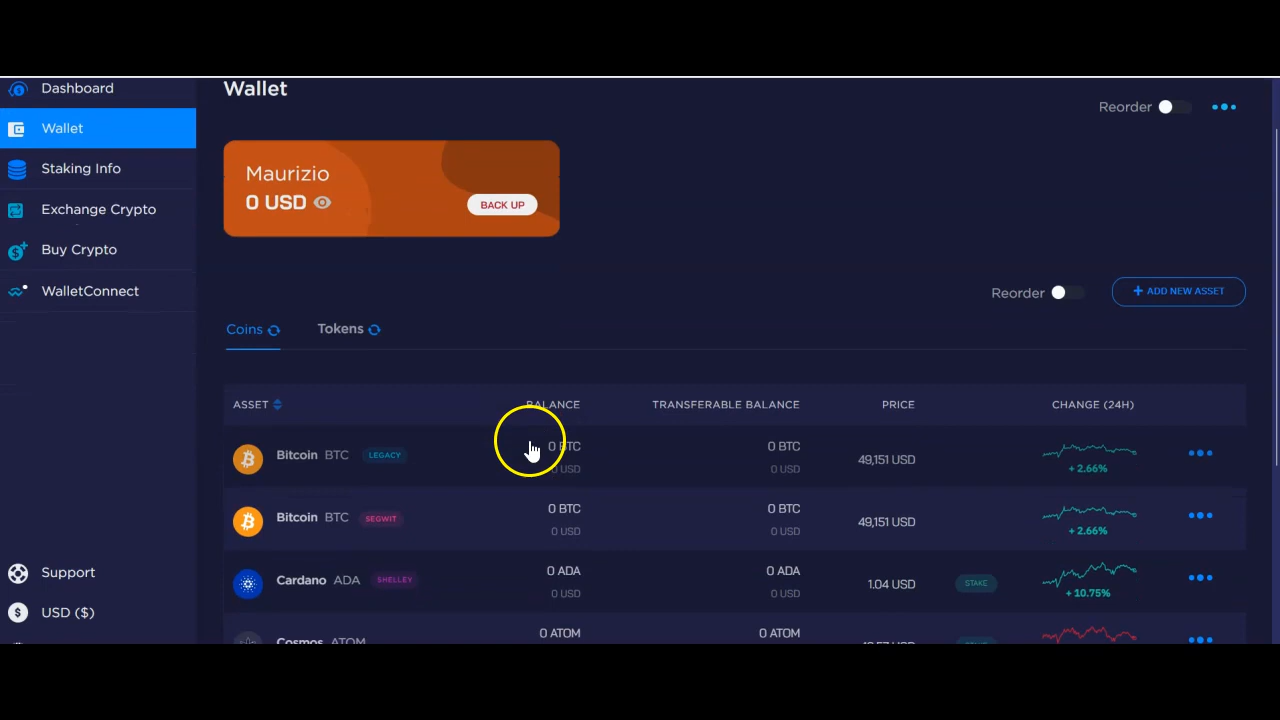 Dashboard
Wallet
Wallet
Reorder
Staking Info
Maurizio
0 USD
BACK UP
Exchange Crypto
Buy Crypto
WalletConnect
Reorder
+ ADD NEW ASSET
Coins
Tokens
ASSET BALANCE TRANSFERABLE BALANCE PRICE CHANGE (24H)
Bitcoin BTC LEGACY 0 BTC 0 BTC 49,151 USD
0 USD 0 USD + 2.66%
Bitcoin BTC SEGWIT 0 BTC 0 BTC 49,151 USD
0 USD 0 USD + 2.66%
Cardano ADA SHELLEY 0 ADA 0 ADA 1.04 USD STAKE
0 USD 0 USD + 10.75%
Cosmos ATOM 0 ATOM 0 ATOM
Support
USD ($)